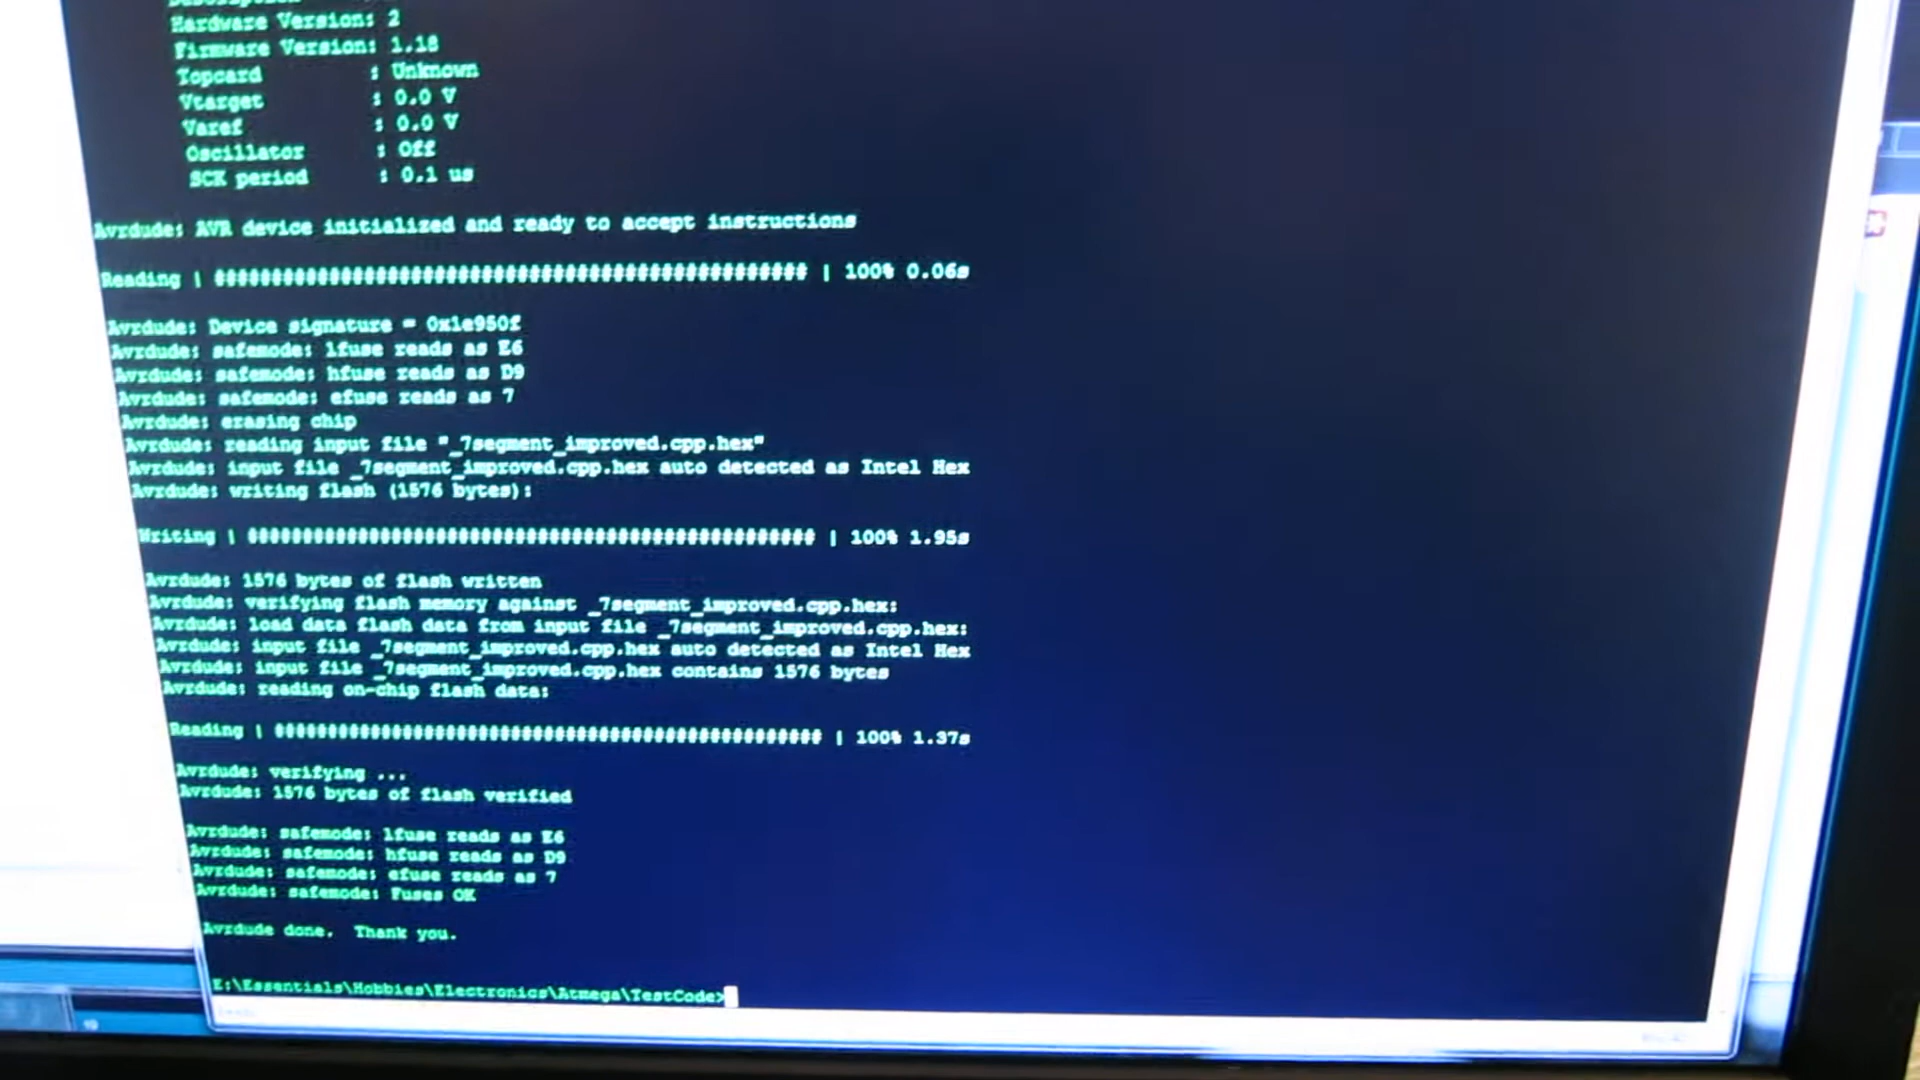 Description
Hardware Version: 2
Firmware Version: 1.18
Topcard : Unknown
Vtarget : 0.0 V
Varef : 0.0 V
Oscillator : Off
SCK period : 0.1 us
Avrdude: AVR device initialized and ready to accept instructions
Reading | ################################################## | 100% 0.06s
Avrdude: Device signature = 0x1e950f
Avrdude: safemode: lfuse reads as E6
Avrdude: safemode: hfuse reads as D9
Avrdude: safemode: efuse reads as 7
Avrdude: erasing chip
Avrdude: reading input file "_7segment_improved.cpp.hex"
Avrdude: input file _7segment_improved.cpp.hex auto detected as Intel Hex
Avrdude: writing flash (1576 bytes):
Writing | ################################################## | 100% 1.95s
Avrdude: 1576 bytes of flash written
Avrdude: verifying flash memory against _7segment_improved.cpp.hex:
Avrdude: load data flash data from input file _7segment_improved.cpp.hex:
Avrdude: input file _7segment_improved.cpp.hex auto detected as Intel Hex
Avrdude: input file _7segment_improved.cpp.hex contains 1576 bytes
Avrdude: reading on-chip flash data:
Reading | ################################################## | 100% 1.37s
Avrdude: verifying ...
Avrdude: 1576 bytes of flash verified
Avrdude: safemode: lfuse reads as E6
Avrdude: safemode: hfuse reads as D9
Avrdude: safemode: efuse reads as 7
Avrdude: safemode: Fuses OK
Avrdude done. Thank you.
E:\Essentials\Hobbies\Electronics\Atmega\TestCode>